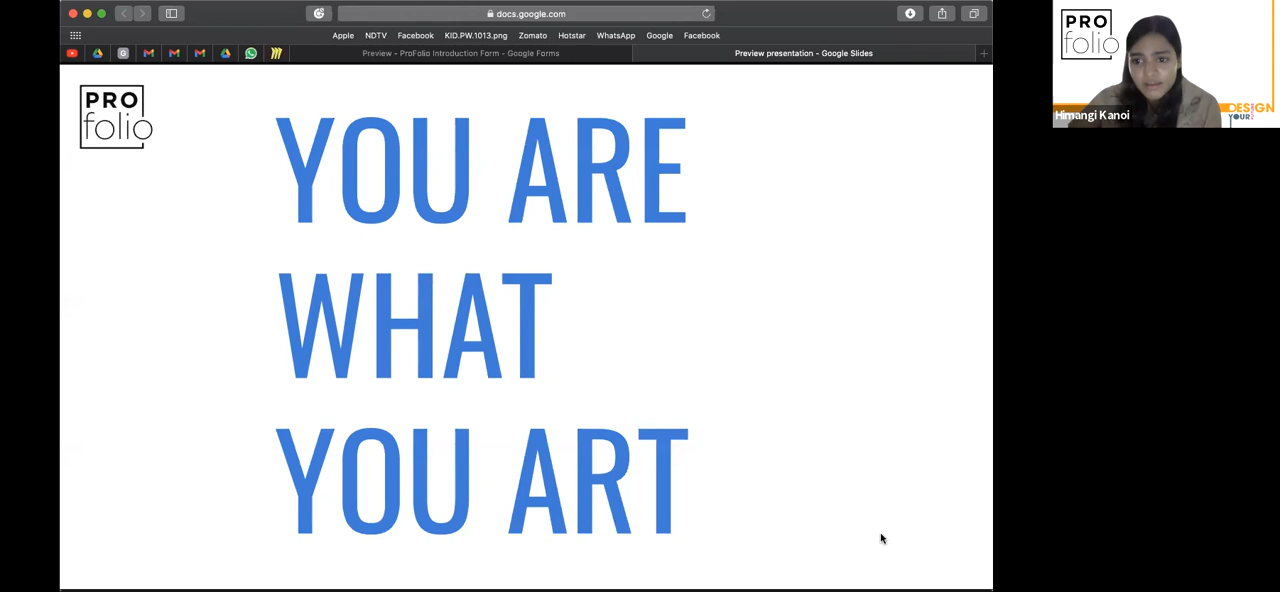 docs.google.com
Apple NDTV Facebook KID.PW.1013.png Zomato Hotstar WhatsApp Google Facebook
Preview - ProFolio Introduction Form - Google Forms
Preview presentation - Google Slides
PRO
folio
YOU ARE
WHAT
YOU ART
PRO
folio
DESIGN
YOUR
Himangi Kanoi